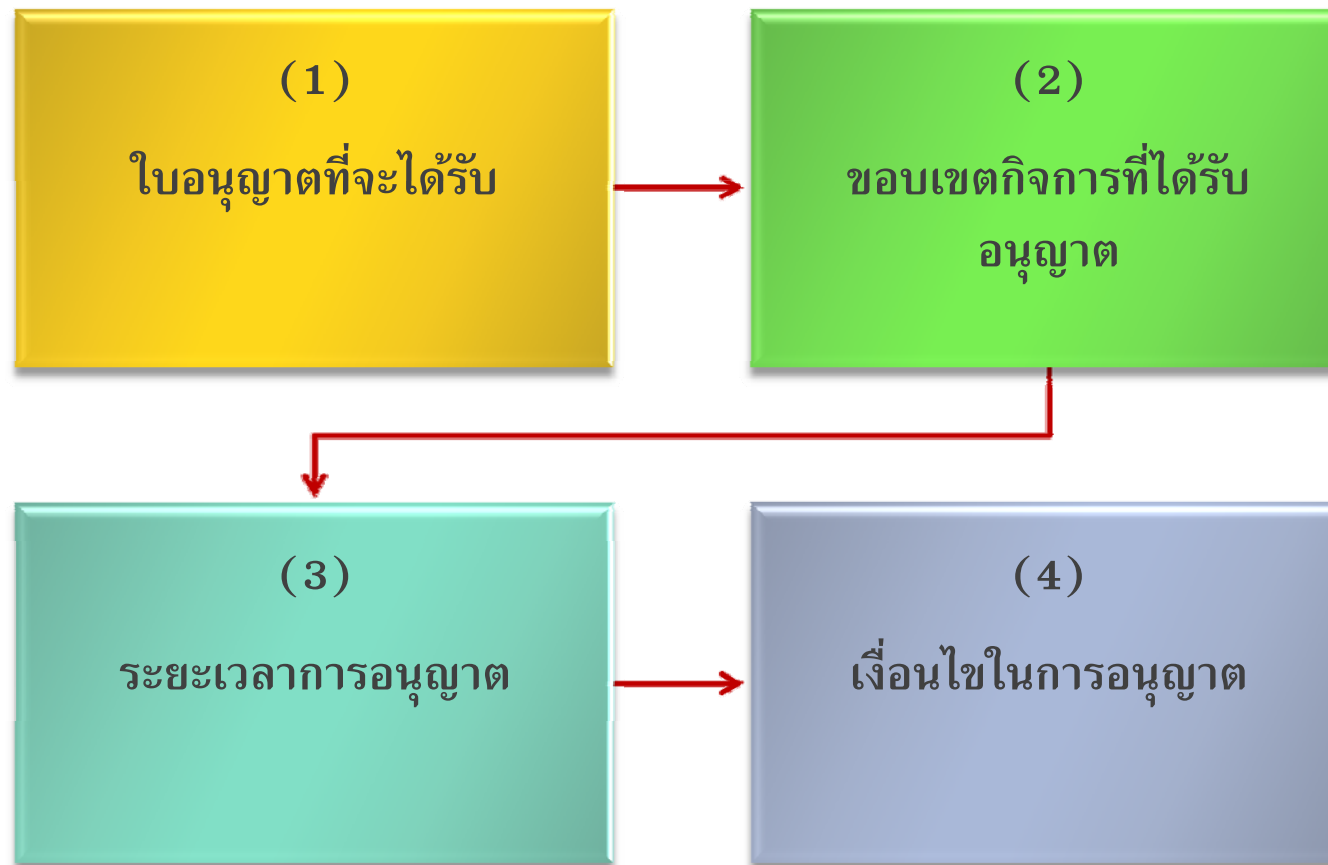 (1)
ใบอนุญาตที่จะได้รับ
(2)
ขอบเขตกิจการที่ได้รับ
อนุญาต
(3)
ระยะเวลาการอนุญาต
(4)
เงื่อนไขในการอนุญาต